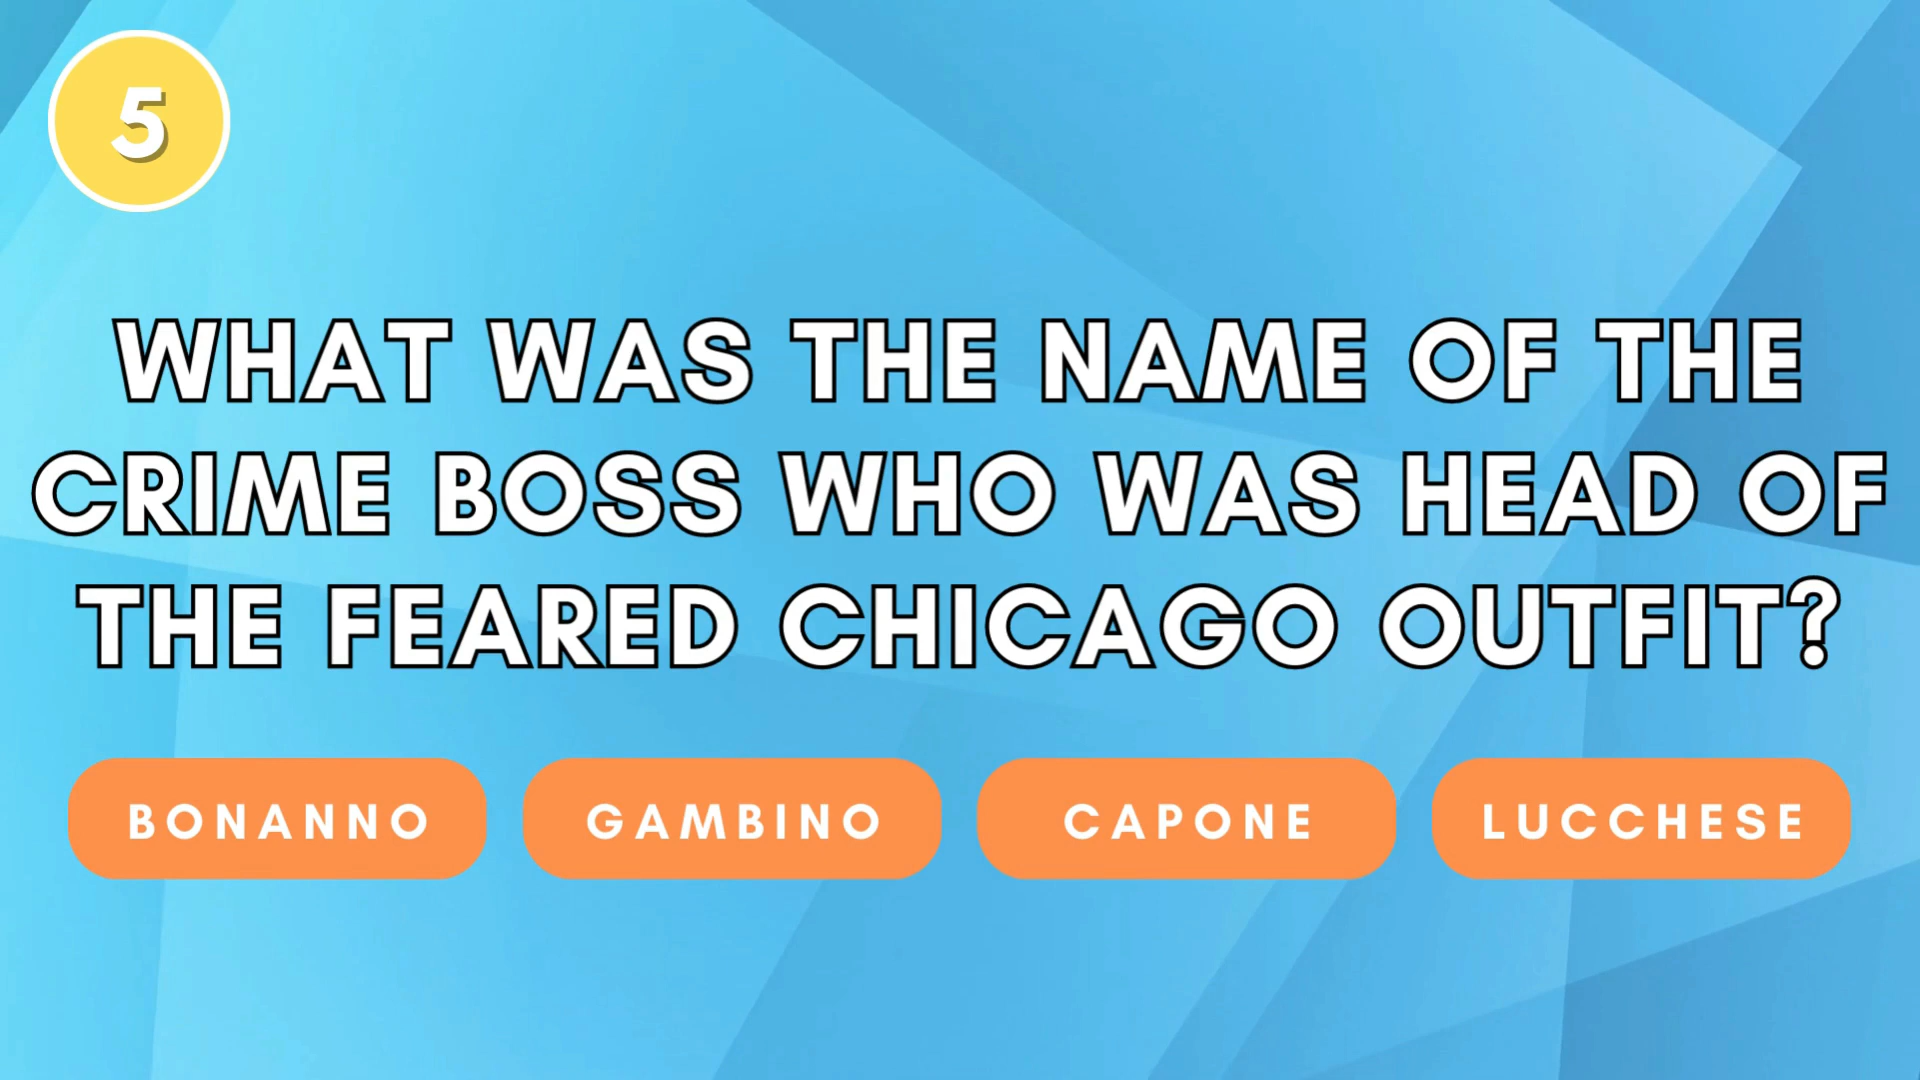 5
WHAT WAS THE NAME OF THE
CRIME BOSS WHO WAS HEAD OF
THE FEARED CHICAGO OUTFIT?
BONANNO GAMBINO CAPONE LUCCHESE